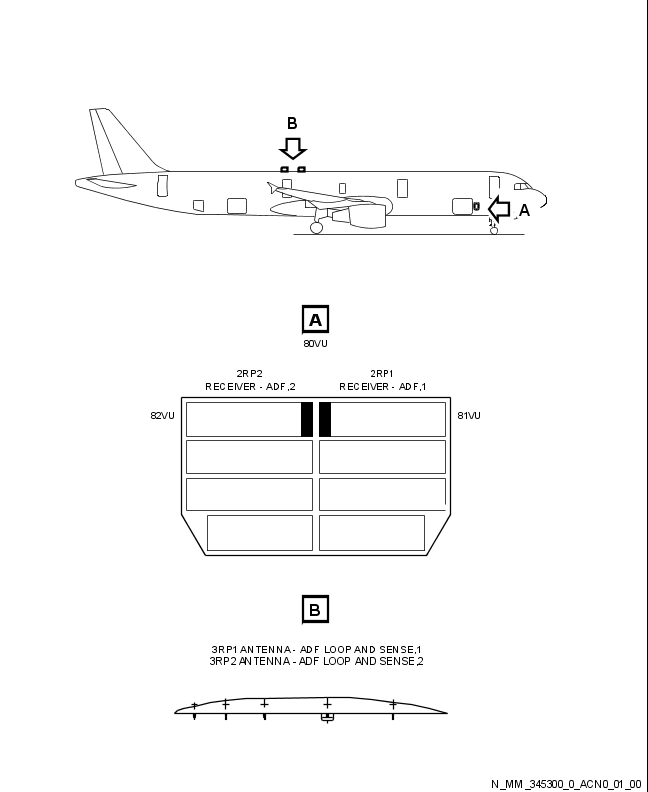 B
A
A
80VU
2RP2
RECEIVER - ADF,2
2RP1
RECEIVER - ADF,1
82VU
81VU
B
3RP1 ANTENNA - ADF LOOP AND SENSE,1
3RP2 ANTENNA - ADF LOOP AND SENSE,2
N_MM_345300_0_ACN0_01_00